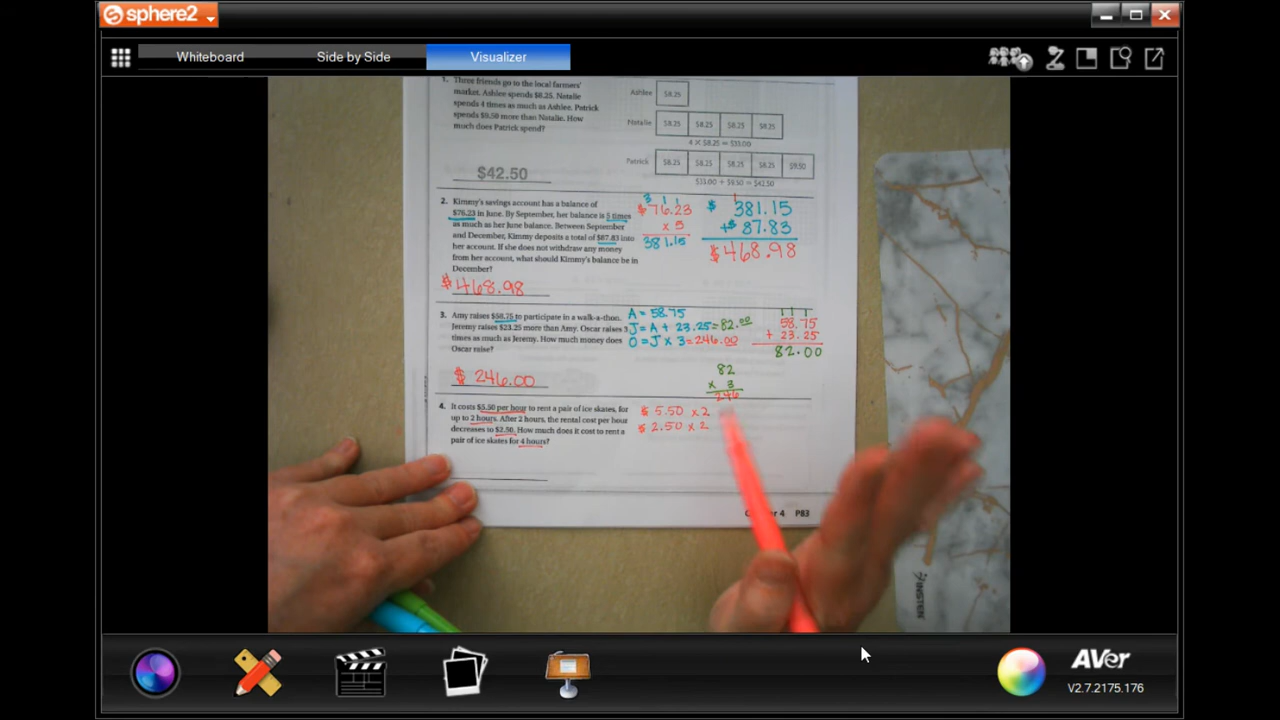 sphere2
Whiteboard Side by Side Visualizer
1. Three friends go to the local farmers'
market. Ashlee spends $8.25. Natalie
spends 4 times as much as Ashlee. Patrick
spends $9.50 more than Natalie. How
much does Patrick spend?
$42.50
Ashlee $8.25
Natalie $8.25 $8.25 $8.25 $8.25
4 X $8.25 = $33.00
Patrick $8.25 $8.25 $8.25 $8.25 $9.50
$33.00 + $9.50 = $42.50
2. Kimmy's savings account has a balance of
$76.23 in June. By September, her balance is 5 times
as much as her June balance. Between September
and December, Kimmy deposits a total of $87.83 into
her account. If she does not withdraw any money
from her account, what should Kimmy's balance be in
December?
$468.98
3 1 1
$76.23
x 5
381.15
1
$ 381.15
+$ 87.83
$468.98
3. Amy raises $58.75 to participate in a walk-a-thon.
Jeremy raises $23.25 more than Amy. Oscar raises 3
times as much as Jeremy. How much money does
Oscar raise?
$ 246.00
A = 58.75
J = A + 23.25 = 82.00
O = J x 3 = 246.00
1 1 1
58.75
+ 23.25
82.00
82
x 3
246
4. It costs $5.50 per hour to rent a pair of ice skates, for
up to 2 hours. After 2 hours, the rental cost per hour
decreases to $2.50. How much does it cost to rent a
pair of ice skates for 4 hours?
$ 5.50 x 2
$ 2.50 x 2
4 P83
AVer
V2.7.2175.176